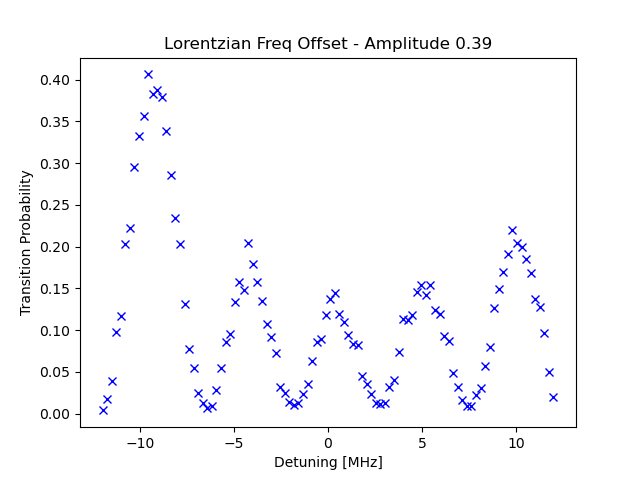 Lorentzian Freq Offset - Amplitude 0.39
0.40
0.35
0.30
0.25
0.20
0.15
0.10
0.05
0.00
Transition Probability
−10 −5 0 5 10
Detuning [MHz]